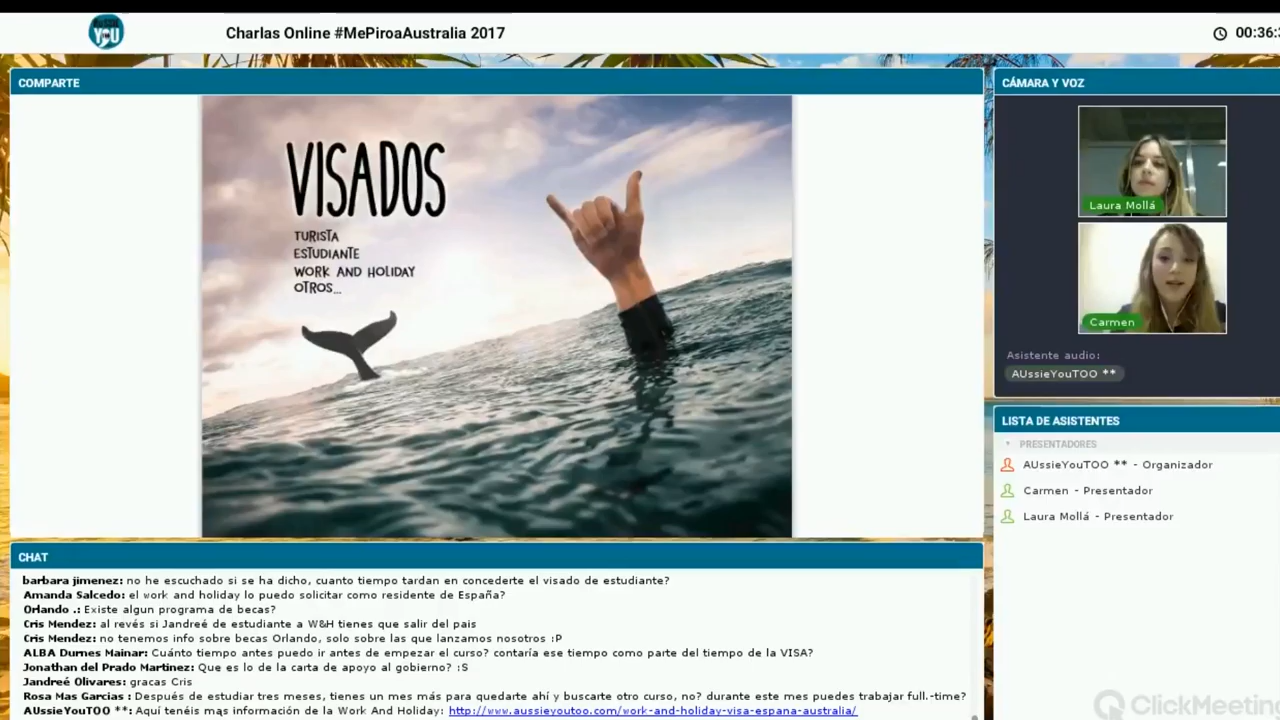 AUSSIE
YOU
Charlas Online #MePiroaAustralia 2017
00:36:
COMPARTE
VISADOS
TURISTA
ESTUDIANTE
WORK AND HOLIDAY
OTROS...
CÁMARA Y VOZ
Laura Mollá
Carmen
Asistente audio:
AUssieYouTOO **
LISTA DE ASISTENTES
PRESENTADORES
AUssieYouTOO ** - Organizador
Carmen - Presentador
Laura Mollá - Presentador
CHAT
barbara jimenez: no he escuchado si se ha dicho, cuanto tiempo tardan en concederte el visado de estudiante?
Amanda Salcedo: el work and holiday lo puedo solicitar como residente de España?
Orlando .: Existe algun programa de becas?
Cris Mendez: al revés si Jandreé de estudiante a W&H tienes que salir del pais
Cris Mendez: no tenemos info sobre becas Orlando, solo sobre las que lanzamos nosotros :P
ALBA Durnes Mainar: Cuánto tiempo antes puedo ir antes de empezar el curso? contaría ese tiempo como parte del tiempo de la VISA?
Jonathan del Prado Martinez: Que es lo de la carta de apoyo al gobierno? :S
Jandreé Olivares: gracas Cris
Rosa Mas Garcias : Después de estudiar tres meses, tienes un mes más para quedarte ahí y buscarte otro curso, no? durante este mes puedes trabajar full.-time?
AUssieYouTOO **: Aquí tenéis mąs información de la Work And Holiday: http://www.aussieyoutoo.com/work-and-holiday-visa-espana-australia/
ClickMeeting